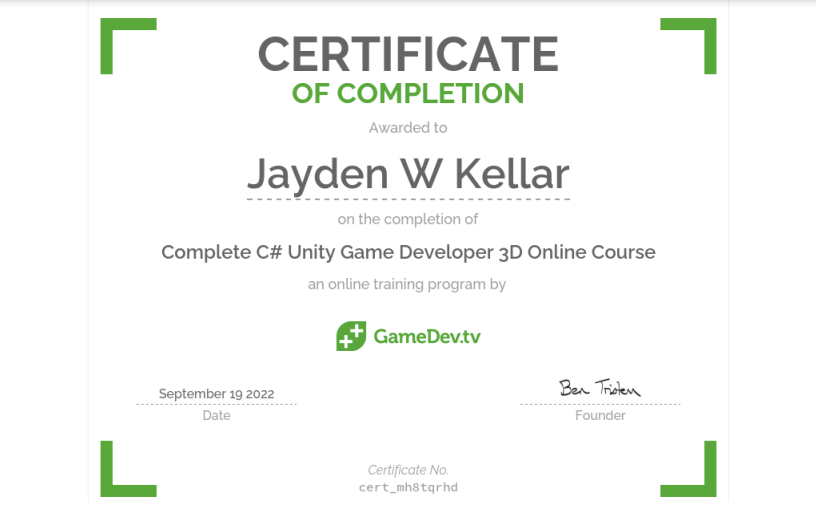 CERTIFICATE
OF COMPLETION
Awarded to
Jayden W Kellar
on the completion of
Complete C# Unity Game Developer 3D Online Course
an online training program by
GameDev.tv
September 19 2022
Date
Ben Tristem
Founder
Certificate No.
cert_mh8tqrhd